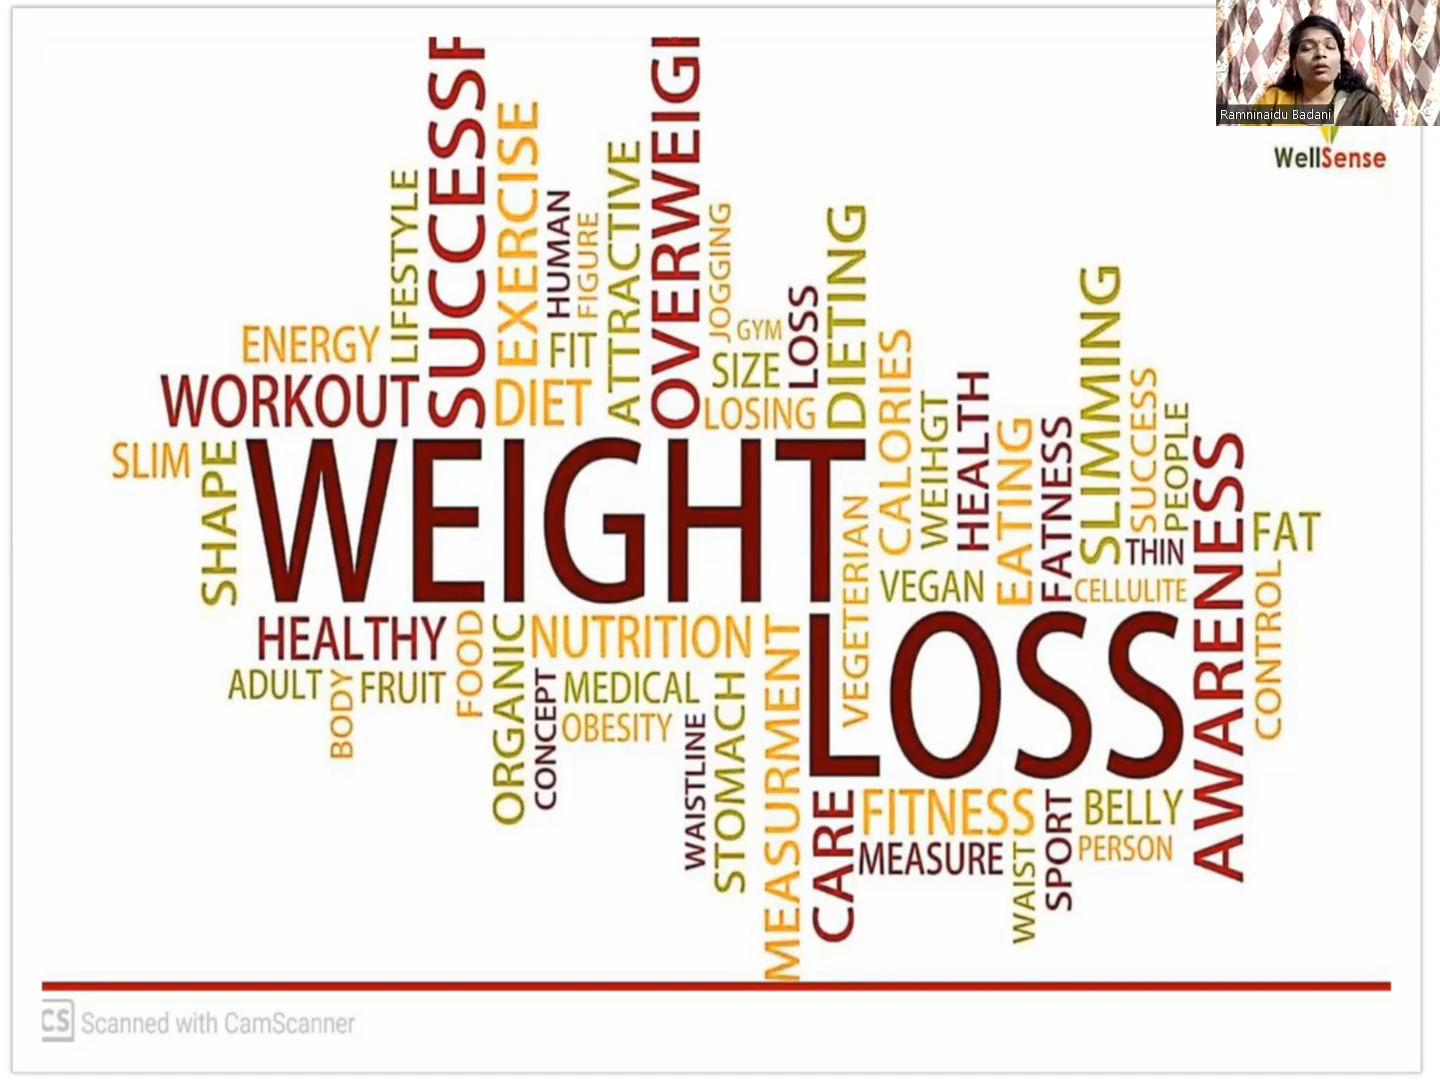 Ramninaidu Badani
WellSense
SUCCESSF
OVERWEIGH
EXERCISE
LIFESTYLE
HUMAN
FIGURE
ATTRACTIVE
JOGGING
GYM
LOSS
DIETING
ENERGY
FIT
SIZE
WORKOUT
DIET
LOSING
SLIM
SHAPE
WEIGHT
CALORIES
WEIHGT
HEALTH
EATING
FATNESS
SLIMMING
SUCCESS
PEOPLE
AWARENESS
FAT
THIN
VEGETERIAN
VEGAN
CELLULITE
CONTROL
HEALTHY
FOOD
ORGANIC
NUTRITION
LOSS
ADULT
BODY
FRUIT
CONCEPT
MEDICAL
OBESITY
WAISTLINE
STOMACH
MEASURMENT
CARE
FITNESS
SPORT
BELLY
MEASURE
WAIST
PERSON
CS Scanned with CamScanner